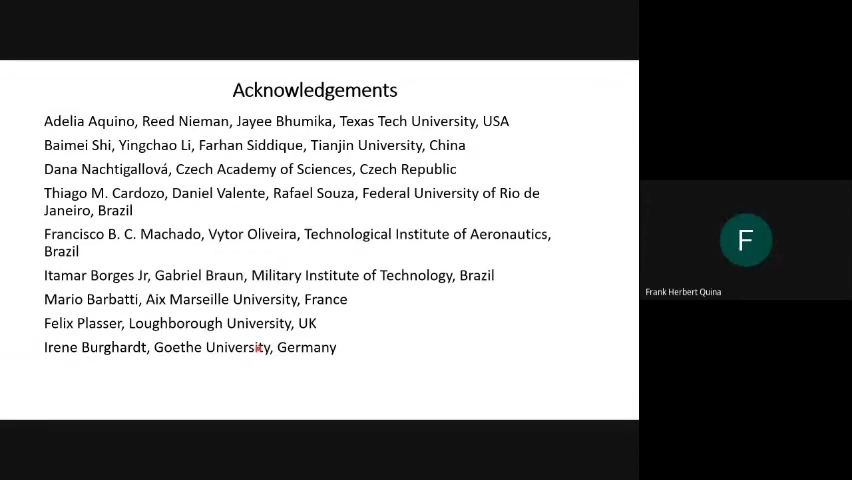 Acknowledgements
Adelia Aquino, Reed Nieman, Jayee Bhumika, Texas Tech University, USA
Baimei Shi, Yingchao Li, Farhan Siddique, Tianjin University, China
Dana Nachtigallová, Czech Academy of Sciences, Czech Republic
Thiago M. Cardozo, Daniel Valente, Rafael Souza, Federal University of Rio de
Janeiro, Brazil
Francisco B. C. Machado, Vytor Oliveira, Technological Institute of Aeronautics,
Brazil
Itamar Borges Jr, Gabriel Braun, Military Institute of Technology, Brazil
Mario Barbatti, Aix Marseille University, France
Felix Plasser, Loughborough University, UK
Irene Burghardt, Goethe University, Germany
F
Frank Herbert Quina